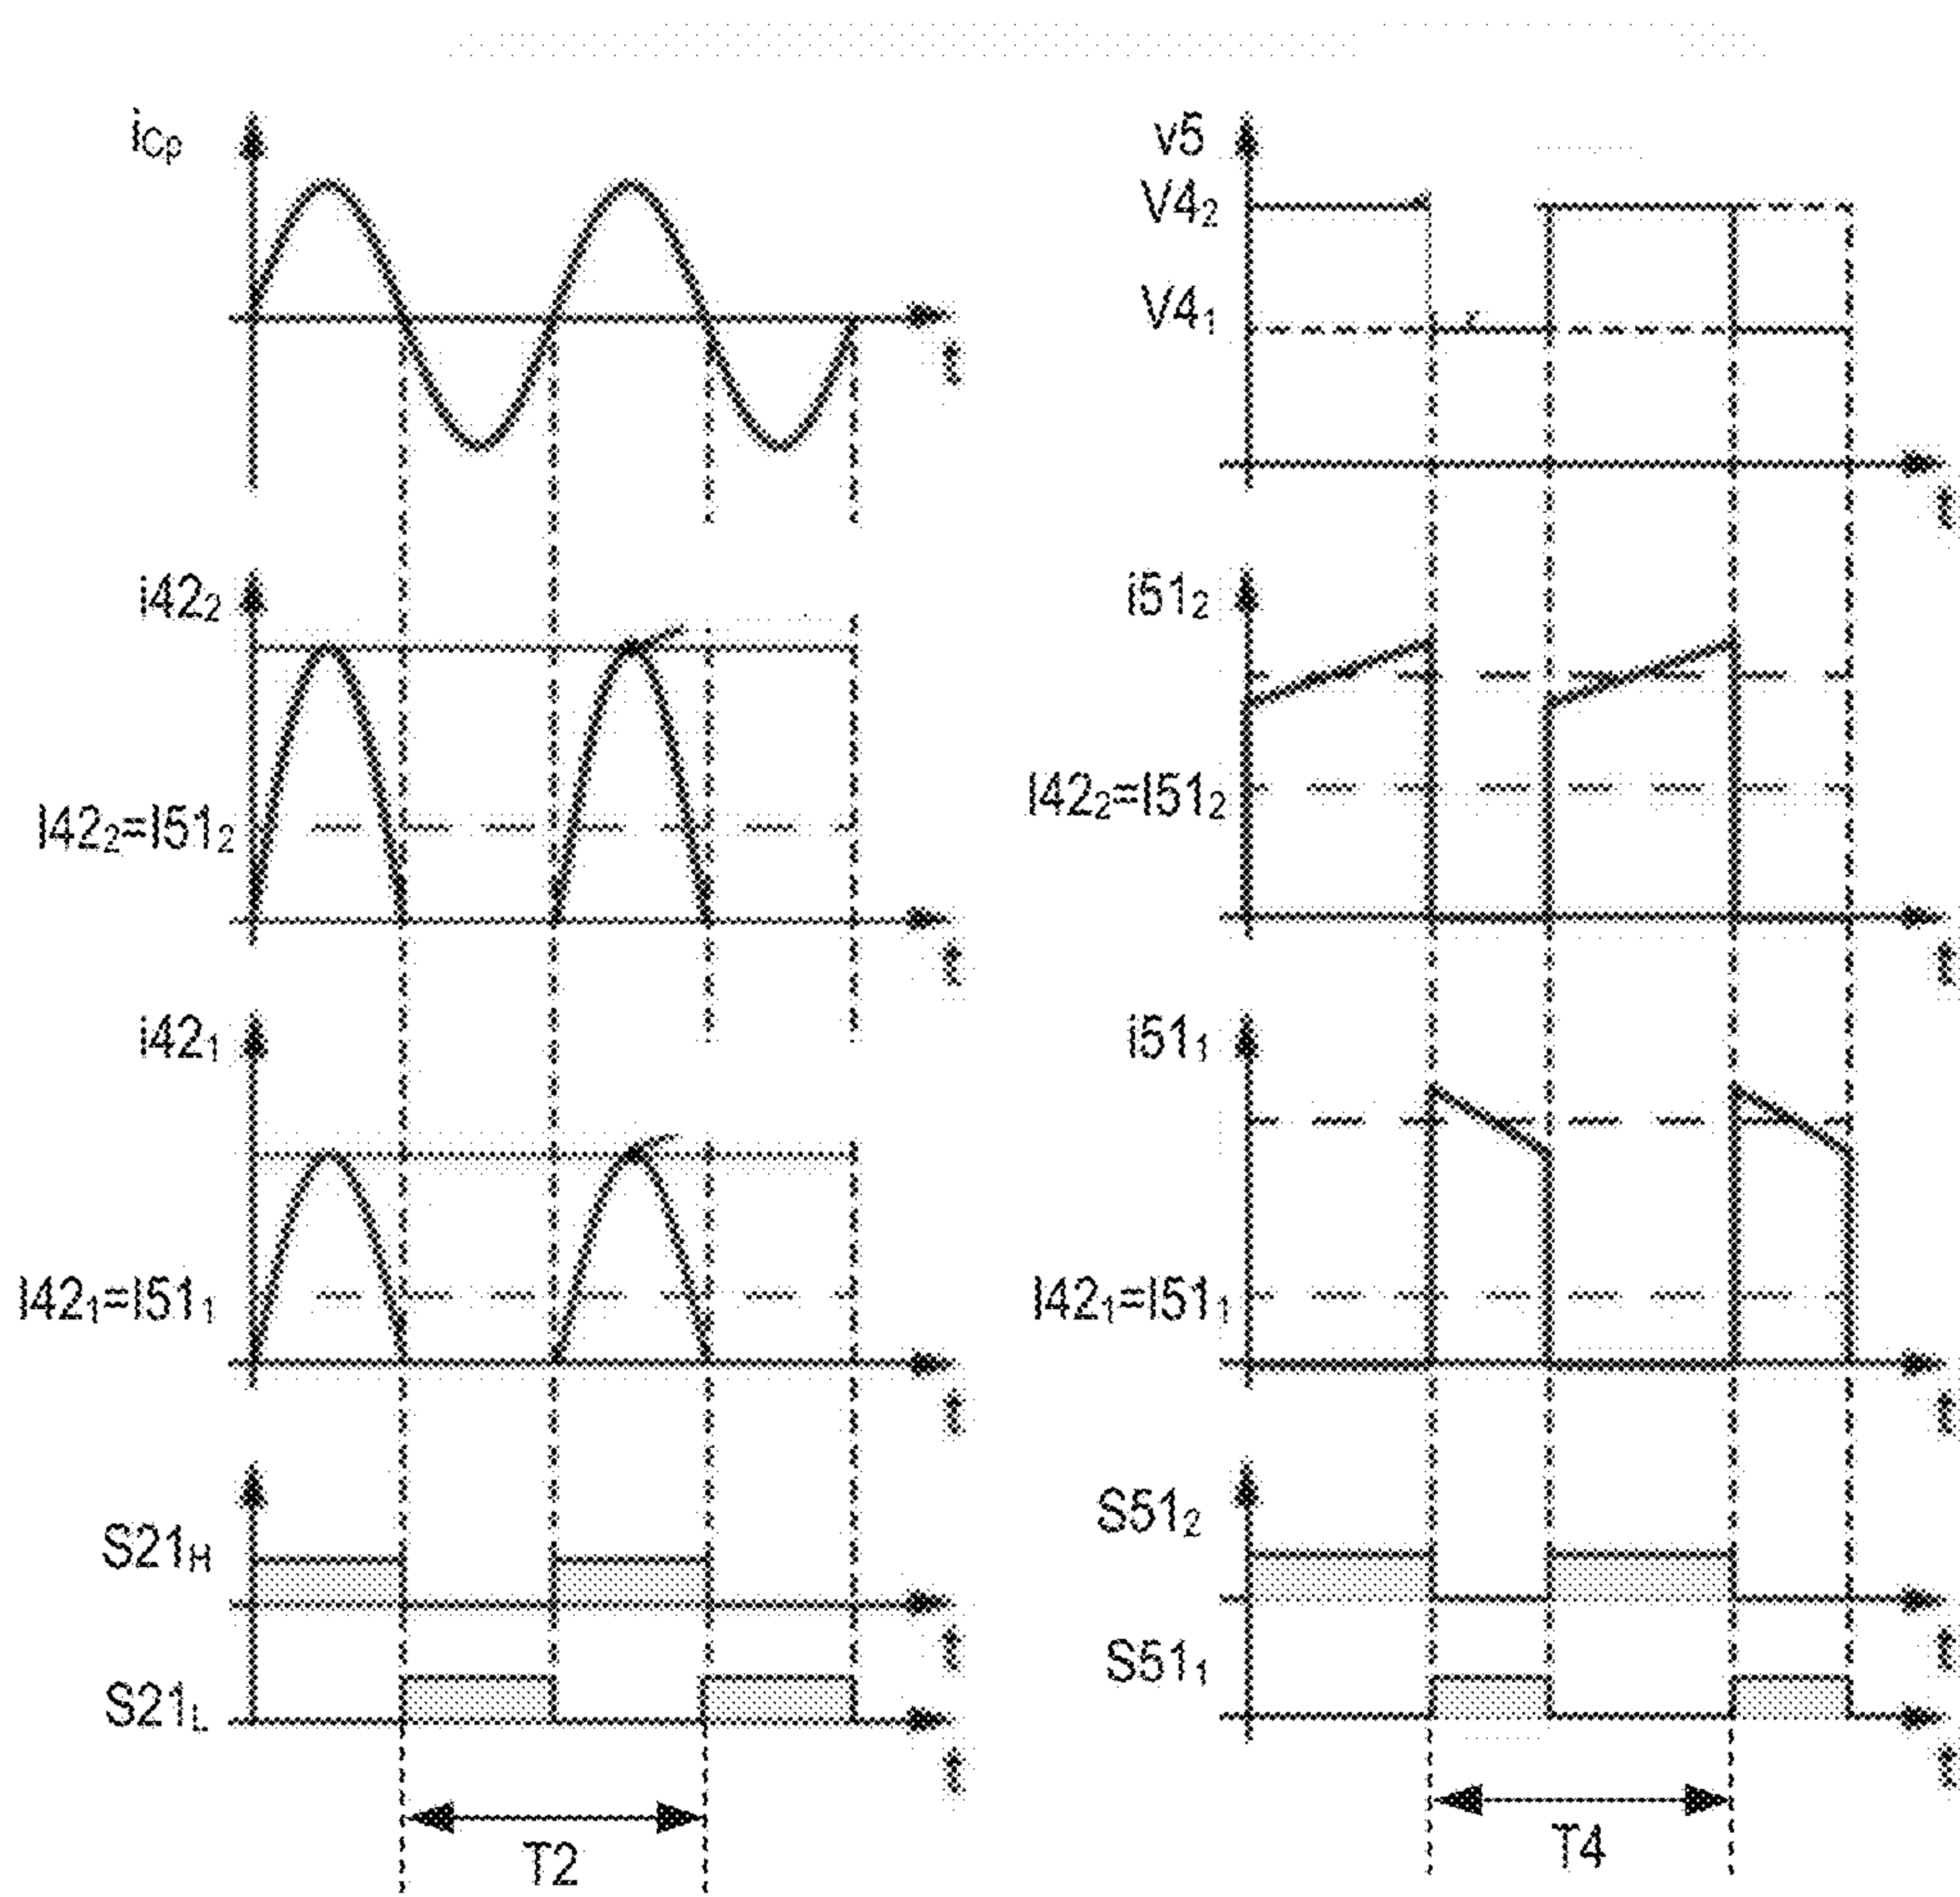 iCp
t
i42₂
I42₂=I51₂
t
i42₁
I42₁=I51₁
t
S21H
t
S21L
t
T2
v5
V4₂
V4₁
t
i51₂
I42₂=I51₂
t
i51₁
I42₁=I51₁
t
S51₂
t
S51₁
t
T4